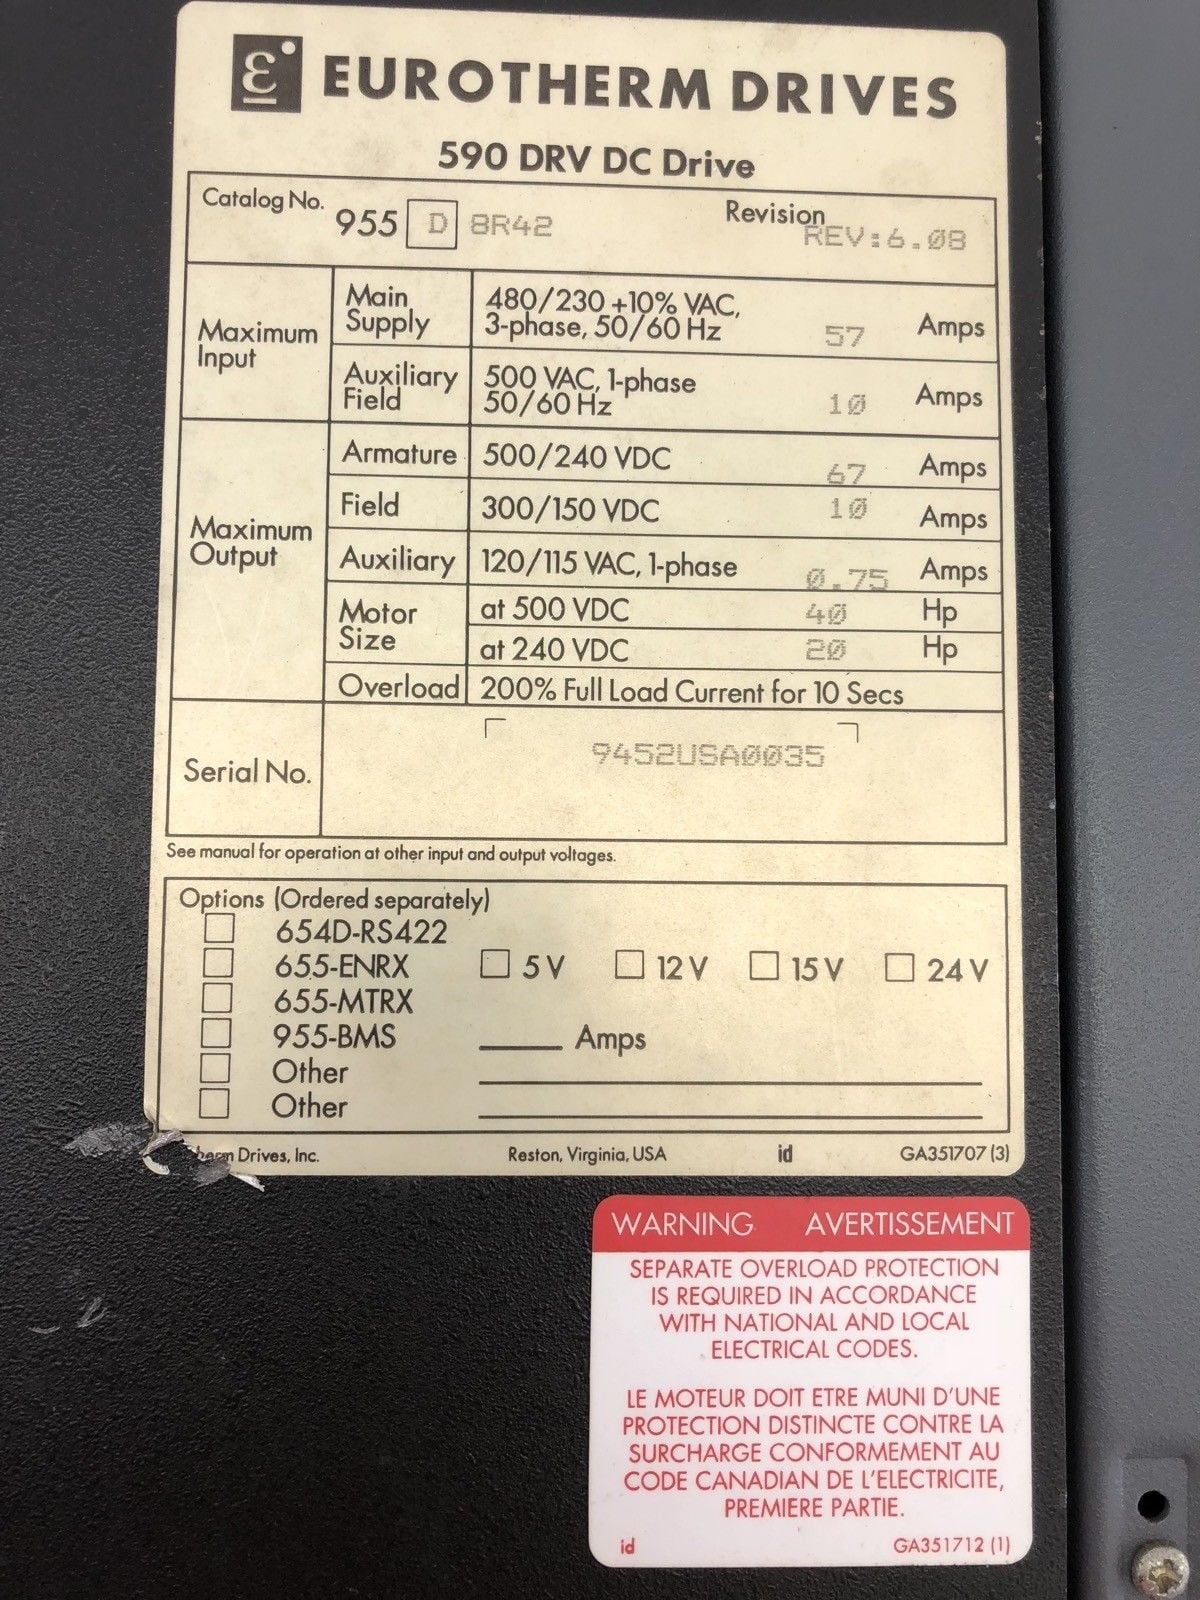 EUROTHERM DRIVES
590 DRV DC Drive
Catalog No. 955 D 8R42 Revision REV:6.08
Maximum Input
Main Supply 480/230 +10% VAC, 3-phase, 50/60 Hz 57 Amps
Auxiliary Field 500 VAC, 1-phase 50/60 Hz 10 Amps
Maximum Output
Armature 500/240 VDC 67 Amps
Field 300/150 VDC 10 Amps
Auxiliary 120/115 VAC, 1-phase 0.75 Amps
Motor Size at 500 VDC 40 Hp
at 240 VDC 20 Hp
Overload 200% Full Load Current for 10 Secs
Serial No. 9452USA0035
See manual for operation at other input and output voltages.
Options (Ordered separately)
654D-RS422
655-ENRX 5V 12V 15V 24V
655-MTRX
955-BMS Amps
Other
Other
Drives, Inc. Reston, Virginia, USA id GA351707 (3)
WARNING AVERTISSEMENT
SEPARATE OVERLOAD PROTECTION
IS REQUIRED IN ACCORDANCE
WITH NATIONAL AND LOCAL
ELECTRICAL CODES.
LE MOTEUR DOIT ETRE MUNI D'UNE
PROTECTION DISTINCTE CONTRE LA
SURCHARGE CONFORMEMENT AU
CODE CANADIAN DE L'ELECTRICITE,
PREMIERE PARTIE.
id GA351712 (1)